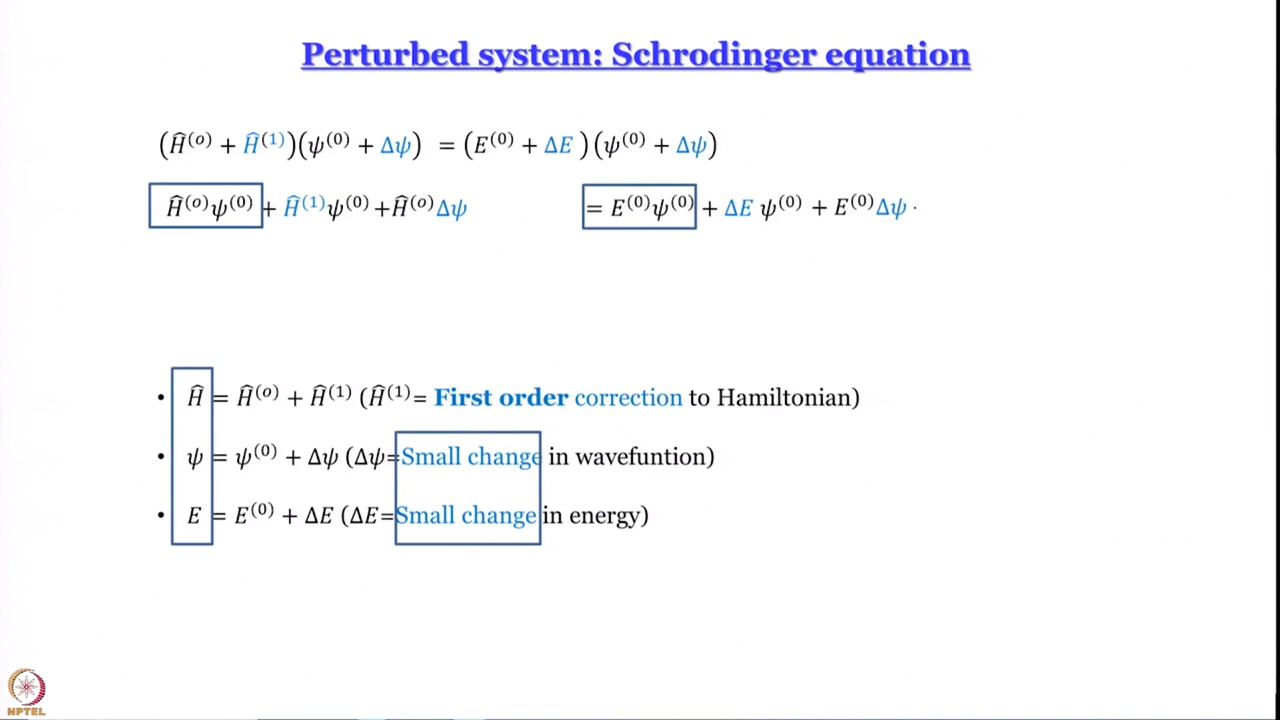 Perturbed system: Schrodinger equation
(Ĥ⁽ᵒ⁾ + Ĥ⁽¹⁾)(ψ⁽⁰⁾ + Δψ) = (E⁽⁰⁾ + ΔE )(ψ⁽⁰⁾ + Δψ)
Ĥ⁽ᵒ⁾ψ⁽⁰⁾ + Ĥ⁽¹⁾ψ⁽⁰⁾ +Ĥ⁽ᵒ⁾Δψ = E⁽⁰⁾ψ⁽⁰⁾ + ΔE ψ⁽⁰⁾ + E⁽⁰⁾Δψ ·
• Ĥ = Ĥ⁽ᵒ⁾ + Ĥ⁽¹⁾ (Ĥ⁽¹⁾= First order correction to Hamiltonian)
• ψ = ψ⁽⁰⁾ + Δψ (Δψ=Small change in wavefuntion)
• E = E⁽⁰⁾ + ΔE (ΔE=Small change in energy)
NPTEL